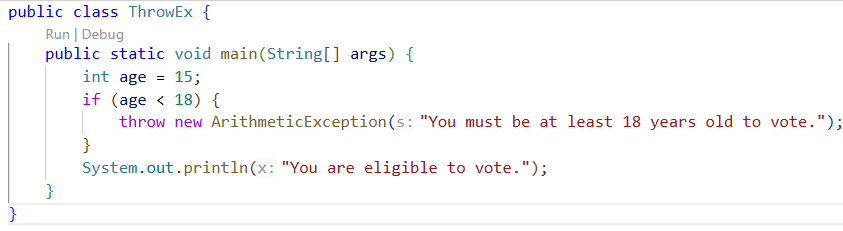 public class ThrowEx {
Run | Debug
public static void main(String[] args) {
int age = 15;
if (age < 18) {
throw new ArithmeticException(s: "You must be at least 18 years old to vote.");
}
System.out.println(x: "You are eligible to vote.");
}
}